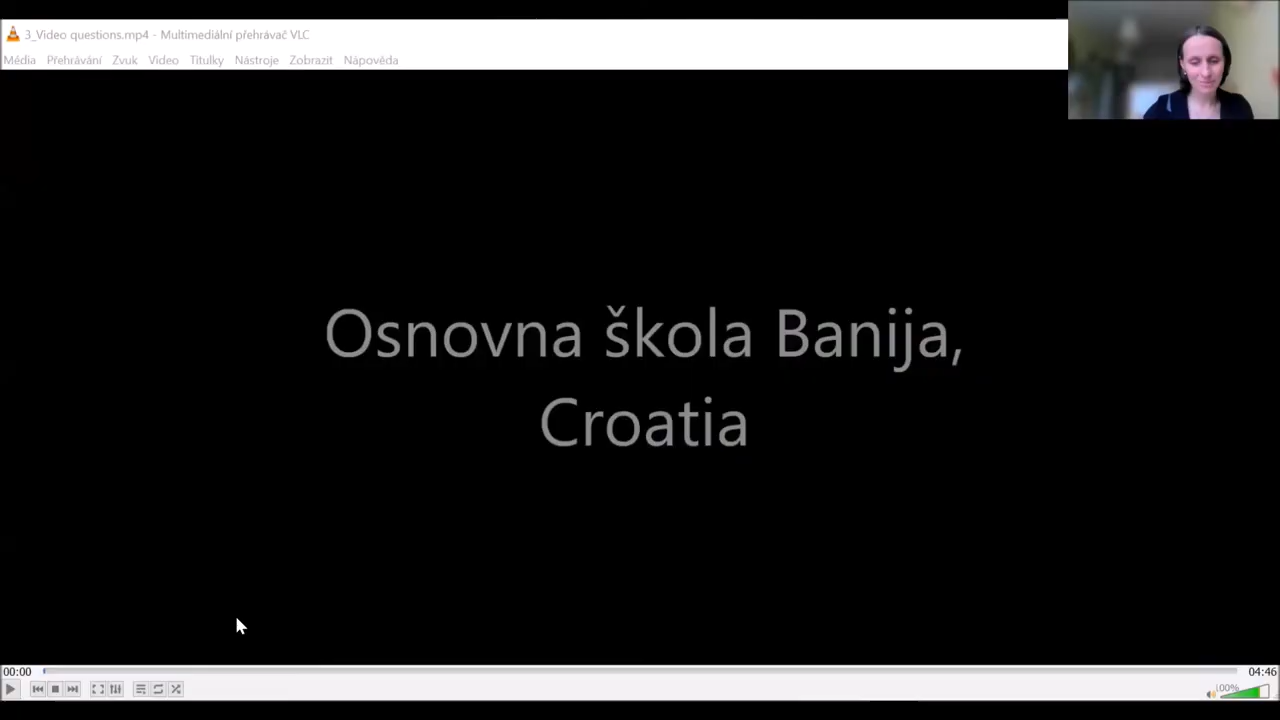 3_Video questions.mp4 - Multimediální přehrávač VLC
Média Přehrávání Zvuk Video Titulky Nástroje Zobrazit Nápověda
Osnovna škola Banija,
Croatia
00:00 04:46
100%